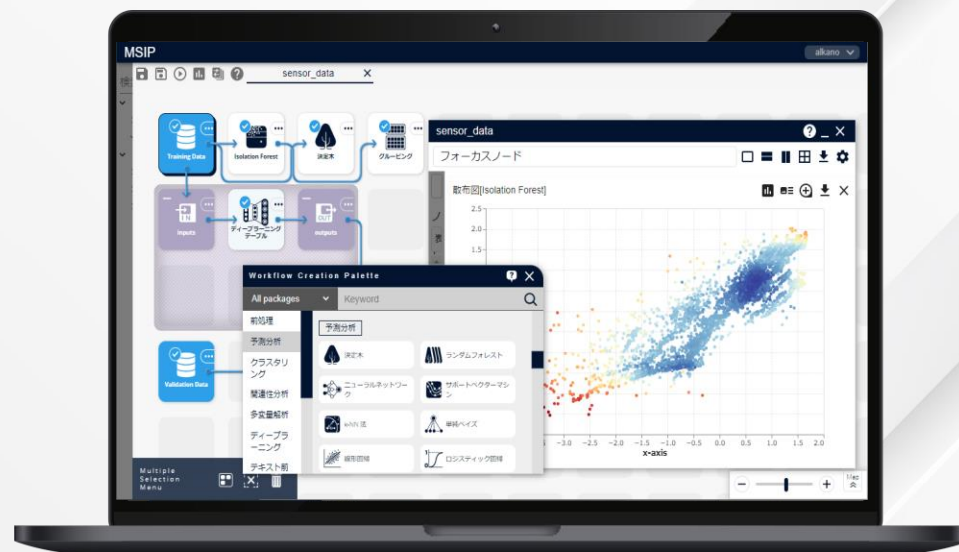 MSIP
alkano
sensor_data
Training Data
Isolation Forest
決定木
グルーピング
IN
inputs
ディープラーニング
テーブル
OUT
outputs
Validation Data
Multiple
Selection
Menu
sensor_data
フォーカスノード
散布図[Isolation Forest]
2.5
2.0
1.5
-3.0
-2.5
-2.0
-1.5
-1.0
-0.5
0.0
0.5
1.0
1.5
2.0
x-axis
Workflow Creation Palette
All packages
Keyword
前処理
予測分析
クラスタリ
ング
関連性分析
多変量解析
ディープラ
ーニング
テキスト前
予測分析
決定木
ランダムフォレスト
ニューラルネットワー
ク
サポートベクターマシ
ン
k-NN 法
単純ベイズ
線形回帰
ロジスティック回帰
Map